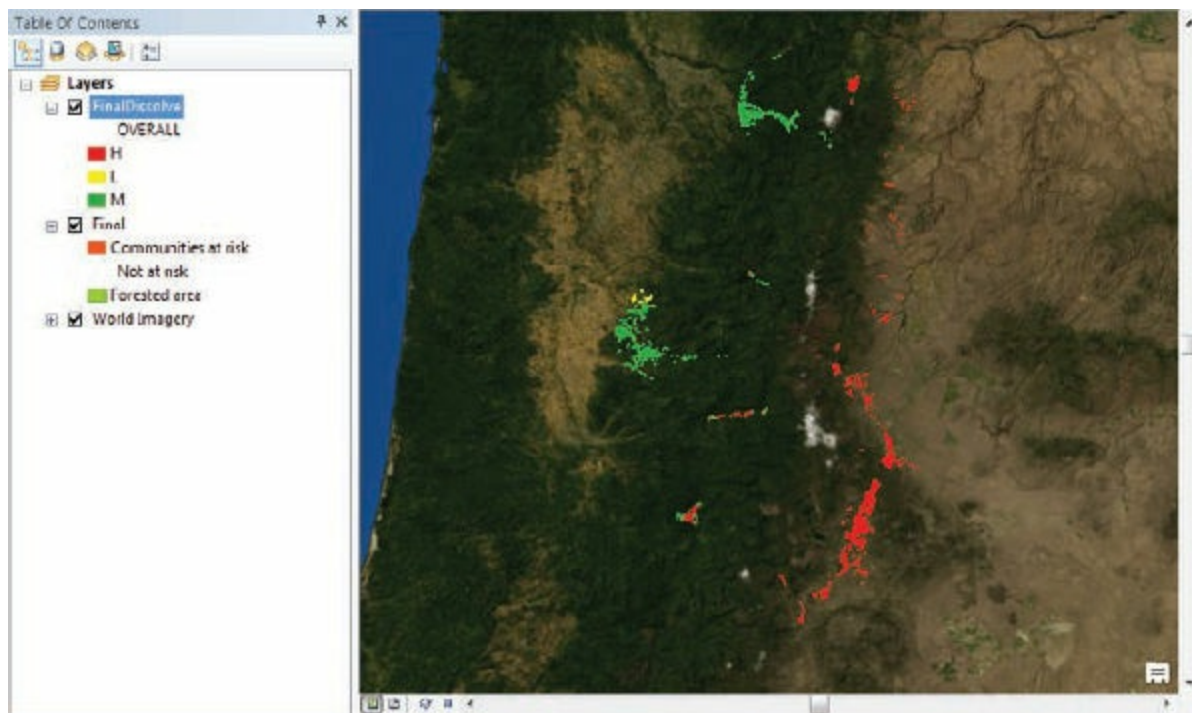 Table Of Contents
Layers
FinalDissolve
OVERALL
H
L
M
Final
Communities at risk
Not at risk
Forested area
World Imagery